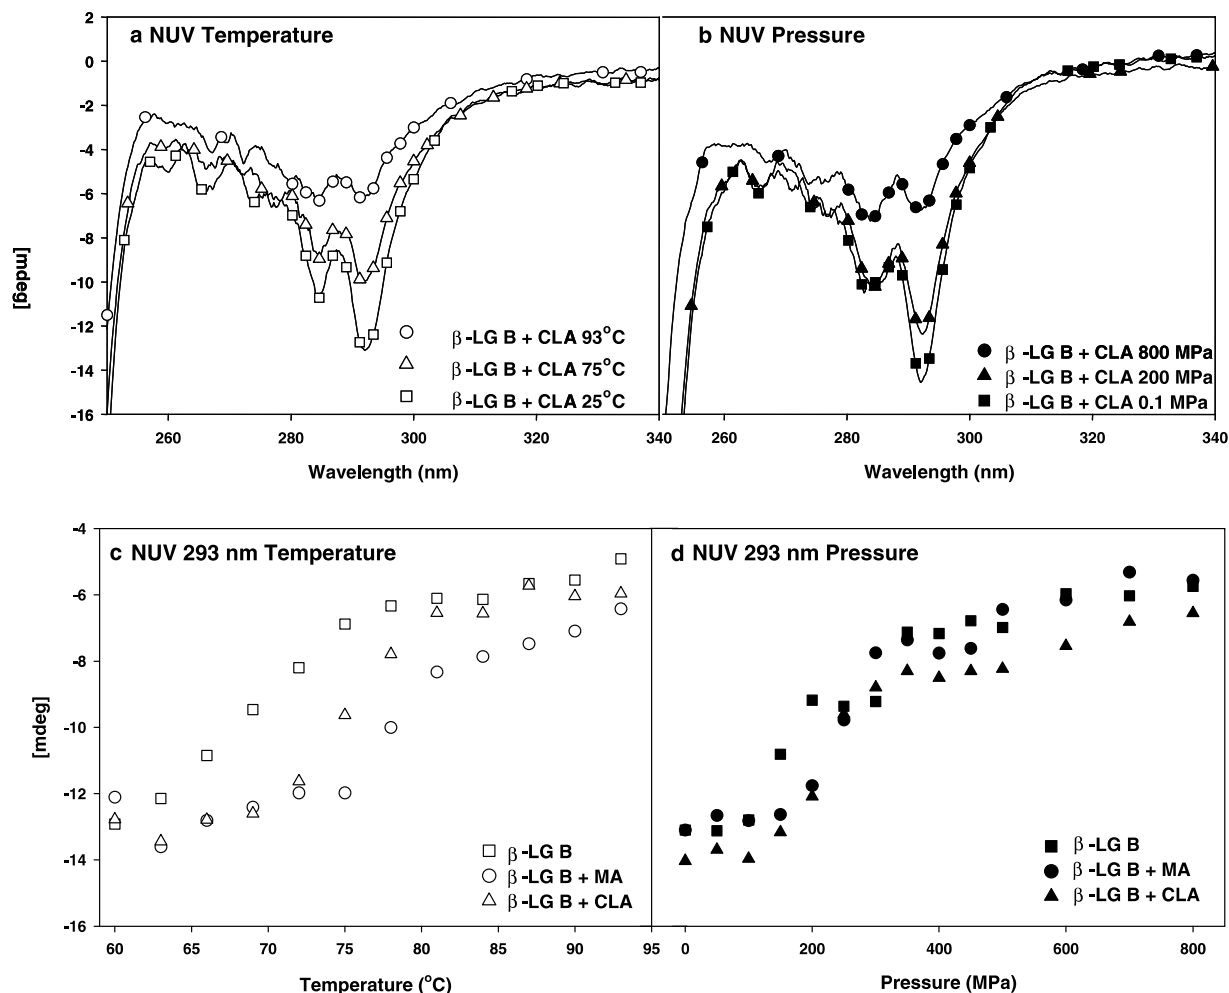 a NUV Temperature
2
0
-2
-4
-6
-8
-10
-12
-14
-16
[mdeg]
β -LG B + CLA 93°C
β -LG B + CLA 75°C
β -LG B + CLA 25°C
260 280 300 320 340
Wavelength (nm)
b NUV Pressure
β -LG B + CLA 800 MPa
β -LG B + CLA 200 MPa
β -LG B + CLA 0.1 MPa
260 280 300 320 340
Wavelength (nm)
c NUV 293 nm Temperature
-4
-6
-8
-10
-12
-14
-16
[mdeg]
β -LG B
β -LG B + MA
β -LG B + CLA
60 65 70 75 80 85 90 95
Temperature (°C)
d NUV 293 nm Pressure
β -LG B
β -LG B + MA
β -LG B + CLA
0 200 400 600 800
Pressure (MPa)